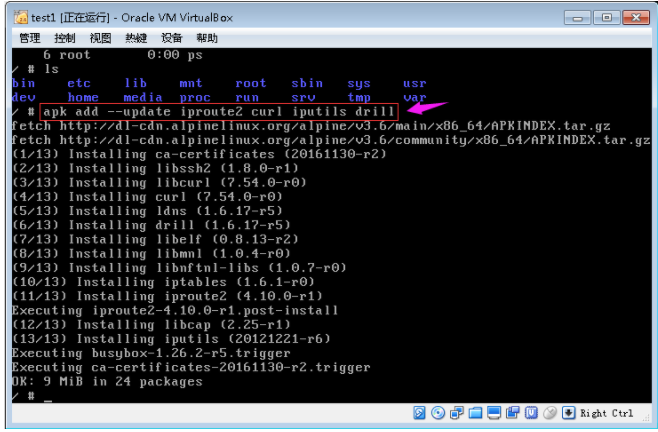 test1 [正在运行] - Oracle VM VirtualBox
管理 控制 视图 热键 设备 帮助
6 root 0:00 ps
/ # ls
bin etc lib mnt root sbin sys usr
dev home media proc run srv tmp var
/ # apk add --update iproute2 curl iputils drill
fetch http://dl-cdn.alpinelinux.org/alpine/v3.6/main/x86_64/APKINDEX.tar.gz
fetch http://dl-cdn.alpinelinux.org/alpine/v3.6/community/x86_64/APKINDEX.tar.gz
(1/13) Installing ca-certificates (20161130-r2)
(2/13) Installing libssh2 (1.8.0-r1)
(3/13) Installing libcurl (7.54.0-r0)
(4/13) Installing curl (7.54.0-r0)
(5/13) Installing ldns (1.6.17-r5)
(6/13) Installing drill (1.6.17-r5)
(7/13) Installing libelf (0.8.13-r2)
(8/13) Installing libmnl (1.0.4-r0)
(9/13) Installing libnftnl-libs (1.0.7-r0)
(10/13) Installing iptables (1.6.1-r0)
(11/13) Installing iproute2 (4.10.0-r1)
Executing iproute2-4.10.0-r1.post-install
(12/13) Installing libcap (2.25-r1)
(13/13) Installing iputils (20121221-r6)
Executing busybox-1.26.2-r5.trigger
Executing ca-certificates-20161130-r2.trigger
OK: 9 MiB in 24 packages
/ # _
Right Ctrl